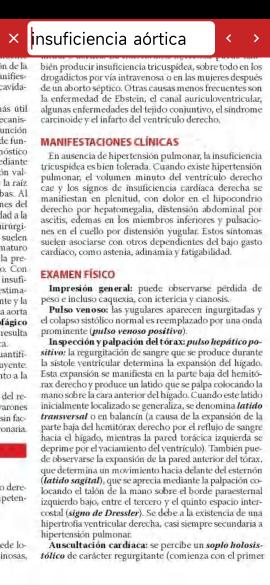 insuficiencia aórtica
bién producir insuficiencia tricuspídea, sobre todo en los
drogadictos por vía intravenosa o en las mujeres después
de un aborto séptico. Otras causas menos frecuentes son
la enfermedad de Ebstein, el canal auriculoventricular,
algunas enfermedades del tejido conjuntivo, el síndrome
carcinoide y el infarto del ventrículo derecho.
MANIFESTACIONES CLÍNICAS
En ausencia de hipertensión pulmonar, la insuficiencia
tricuspídea es bien tolerada. Cuando existe hipertensión
pulmonar, el volumen minuto del ventrículo derecho
cae y los signos de insuficiencia cardíaca derecha se
manifiestan en plenitud, con dolor en el hipocondrio
derecho por hepatomegalia, distensión abdominal por
ascitis, edemas en los miembros inferiores y pulsacio-
nes en el cuello por distensión yugular. Estos síntomas
suelen asociarse con otros dependientes del bajo gasto
cardíaco, como astenia, adinamia y fatigabilidad.
EXAMEN FÍSICO
Impresión general: puede observarse pérdida de
peso e incluso caquexia, con ictericia y cianosis.
Pulso venoso: las yugulares aparecen ingurgitadas y
el colapso sistólico normal es reemplazado por una onda
prominente (pulso venoso positivo).
Inspección y palpación del tórax: pulso hepático po-
sitivo: la regurgitación de sangre que se produce durante
la sístole ventricular determina la expansión del hígado.
Esta expansión se manifiesta en la parte baja del hemitó-
rax derecho y produce un latido que se palpa colocando la
mano sobre la cara anterior del hígado. Cuando este latido
inicialmente localizado se generaliza, se denomina latido
transversal o en balancín (a causa de la expansión de la
parte baja del hemitórax derecho por el reflujo de sangre
hacia el hígado, mientras la pared torácica izquierda se
deprime por el vaciamiento del ventrículo). También pue-
de observarse la expansión de la pared anterior del tórax,
que determina un movimiento hacia delante del esternón
(latido sagital), que se aprecia mediante la palpación co-
locando el talón de la mano sobre el borde paraesternal
izquierdo bajo, entre el tercero y el quinto espacio inter-
costal (signo de Dressler). Se debe a la existencia de una
hipertrofia ventricular derecha, casi siempre secundaria a
hipertensión pulmonar.
Auscultación cardíaca: se percibe un soplo holosis-
tólico de carácter regurgitante (comienza con el primer